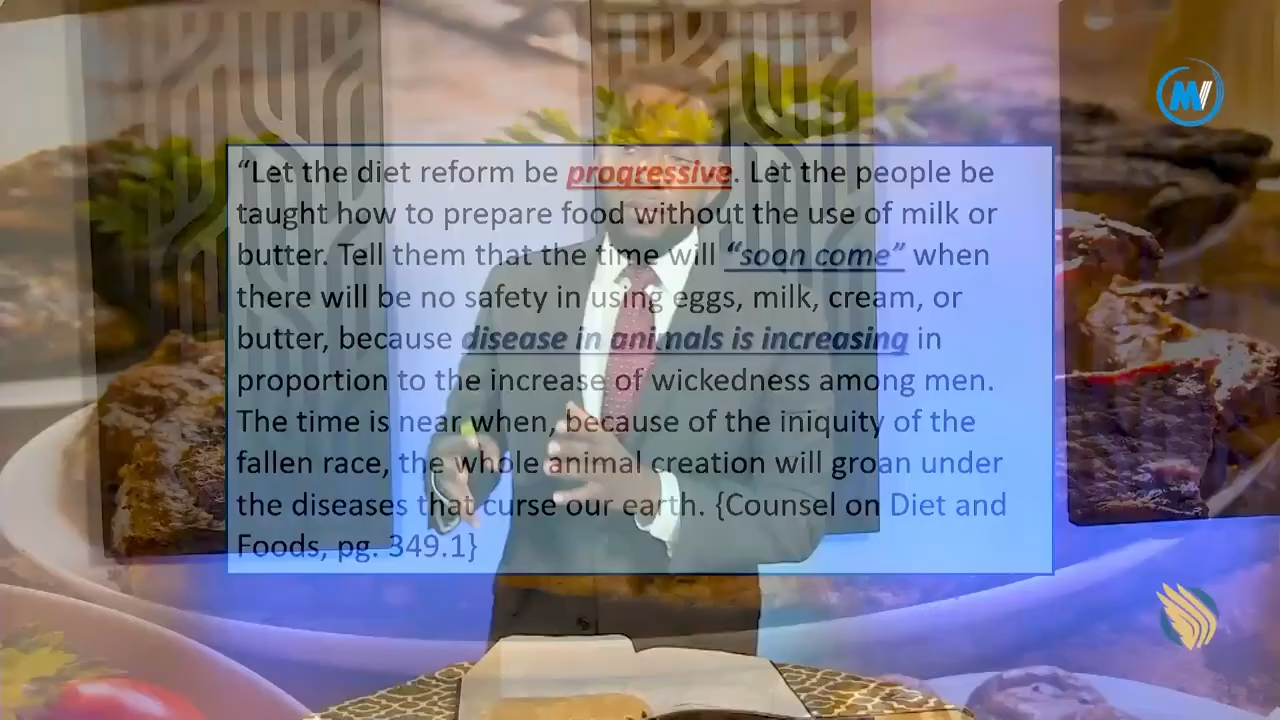 “Let the diet reform be progressive. Let the people be
taught how to prepare food without the use of milk or
butter. Tell them that the time will “soon come” when
there will be no safety in using eggs, milk, cream, or
butter, because disease in animals is increasing in
proportion to the increase of wickedness among men.
The time is near when, because of the iniquity of the
fallen race, the whole animal creation will groan under
the diseases that curse our earth. {Counsel on Diet and
Foods, pg. 349.1}
MV